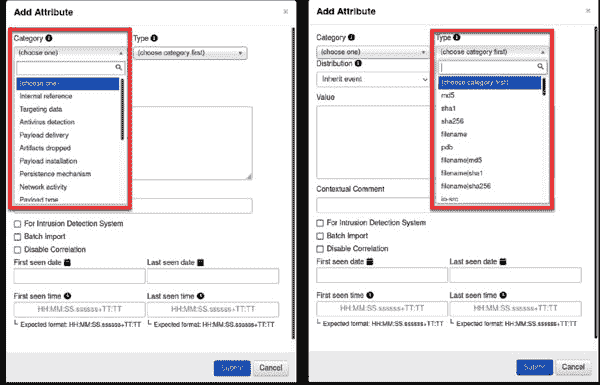 Add Attribute ×
Category Type
(choose one) (choose category first)
(choose one)
Internal reference
Targeting data
Antivirus detection
Payload delivery
Artifacts dropped
Payload installation
Persistence mechanism
Network activity
Payload type
For Intrusion Detection System
Batch Import
Disable Correlation
First seen date Last seen date
First seen time Last seen time
HH:MM:SS.ssssss+TT:TT HH:MM:SS.ssssss+TT:TT
Expected format: HH:MM:SS.ssssss+TT:TT Expected format: HH:MM:SS.ssssss+TT:TT
Submit Cancel
Add Attribute ×
Category Type
(choose one) (choose category first)
Distribution
Inherit event
(choose category first)
md5
sha1
sha256
filename
pdb
filename|md5
filename|sha1
filename|sha256
ip-src
Value
Contextual Comment
For Intrusion Detection System
Batch Import
Disable Correlation
First seen date Last seen date
First seen time Last seen time
HH:MM:SS.ssssss+TT:TT HH:MM:SS.ssssss+TT:TT
Expected format: HH:MM:SS.ssssss+TT:TT Expected format: HH:MM:SS.ssssss+TT:TT
Submit Cancel